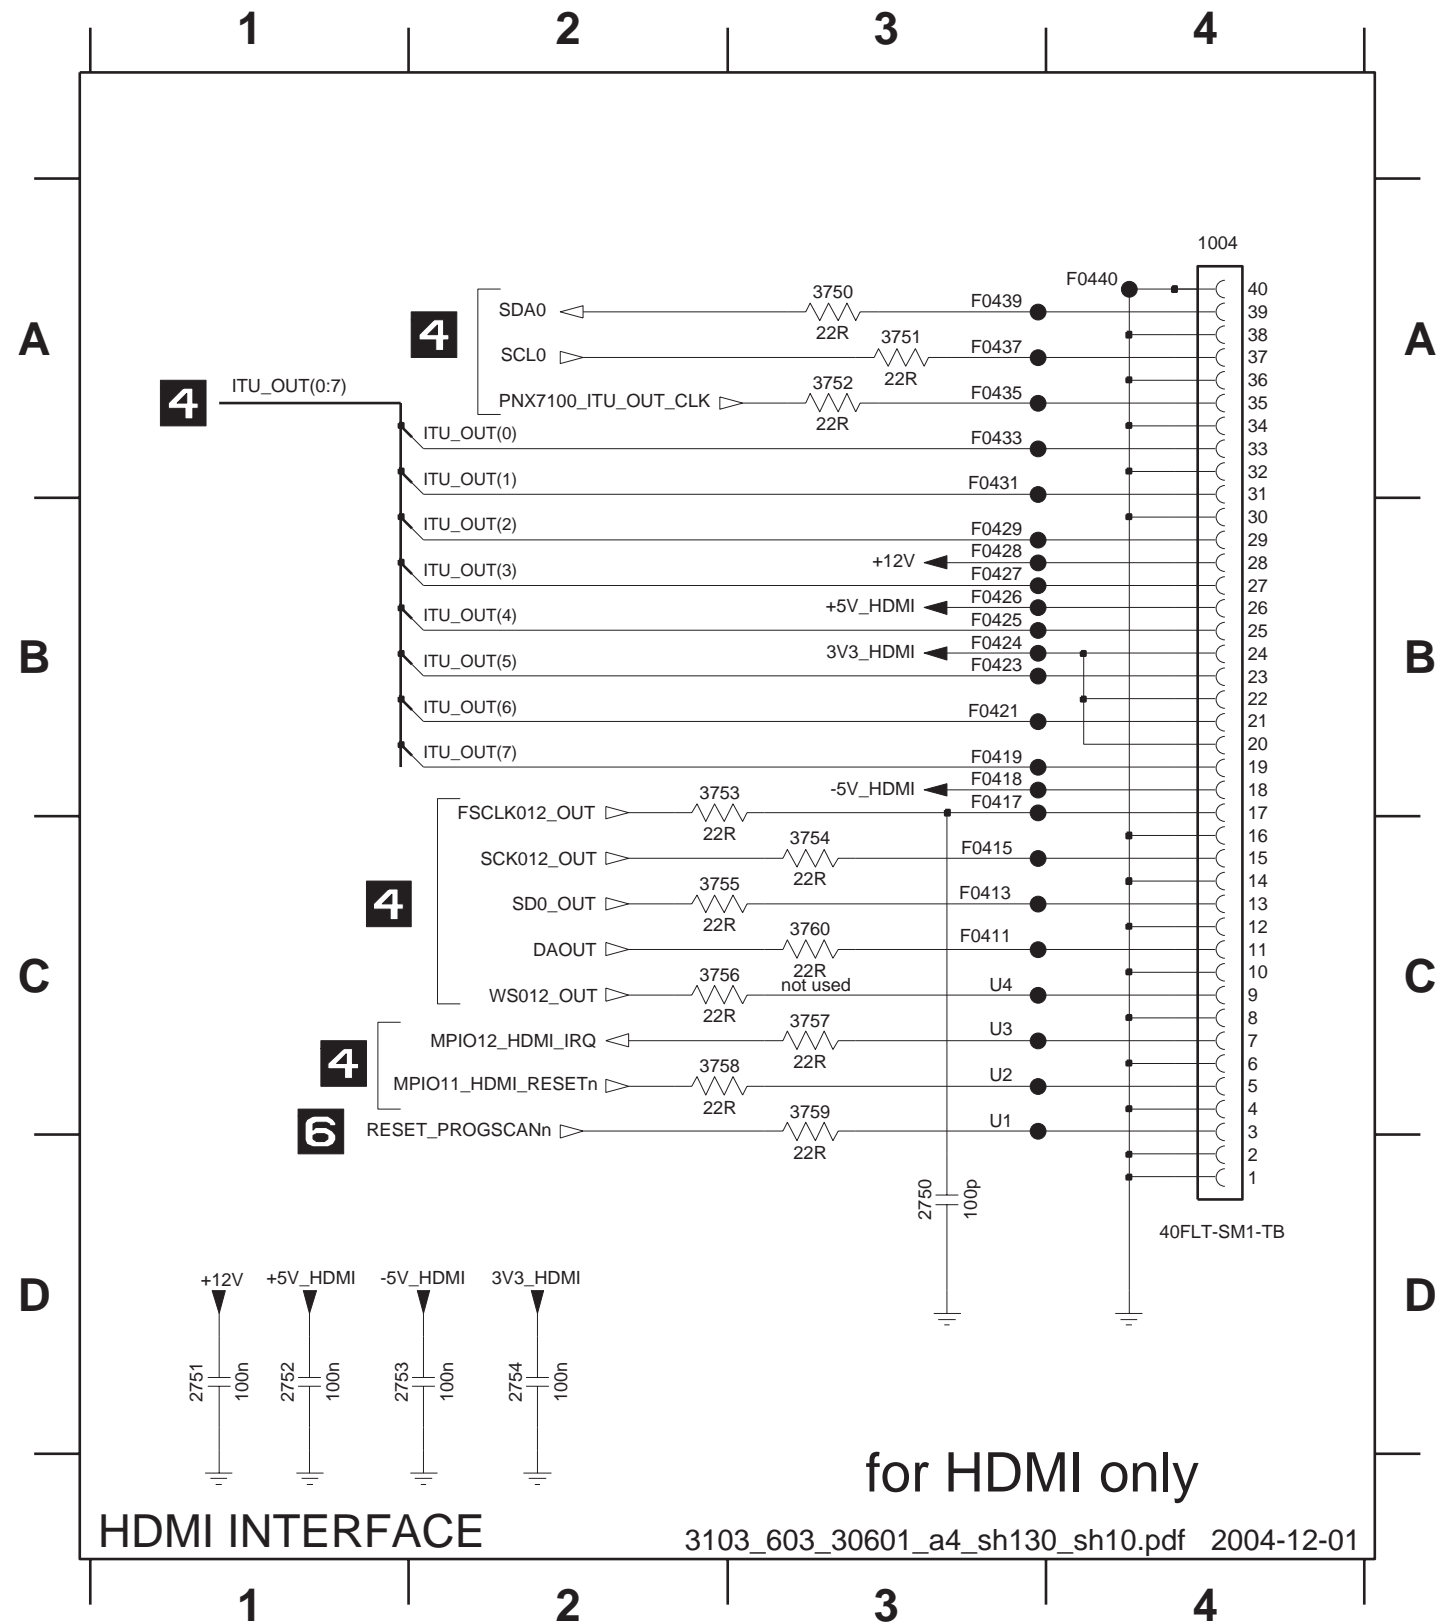 1 2 3 4
1004
F0440 40
SDA0 3750 F0439 39
22R 38
4 SCL0 3751 F0437 37
A 22R 36 A
4 ITU_OUT(0:7) PNX7100_ITU_OUT_CLK 3752 F0435 35
22R 34
ITU_OUT(0) F0433 33
32
ITU_OUT(1) F0431 31
30
ITU_OUT(2) F0429 29
+12V F0428 28
ITU_OUT(3) F0427 27
+5V_HDMI F0426 26
ITU_OUT(4) F0425 25
B 3V3_HDMI F0424 24 B
ITU_OUT(5) F0423 23
22
ITU_OUT(6) F0421 21
20
ITU_OUT(7) F0419 19
-5V_HDMI F0418 18
FSCLK012_OUT 3753 F0417 17
22R 16
SCK012_OUT 3754 F0415 15
22R 14
4 SD0_OUT 3755 F0413 13
22R 12
DAOUT 3760 F0411 11
C 22R 10 C
not used
WS012_OUT 3756 U4 9
22R 8
MPIO12_HDMI_IRQ 3757 U3 7
4 22R 6
MPIO11_HDMI_RESETn 3758 U2 5
22R 4
6 RESET_PROGSCANn 3759 U1 3
22R 2
1
2750 100p
40FLT-SM1-TB
D +12V +5V_HDMI -5V_HDMI 3V3_HDMI D
2751 100n 2752 100n 2753 100n 2754 100n
for HDMI only
HDMI INTERFACE 3103_603_30601_a4_sh130_sh10.pdf 2004-12-01
1 2 3 4